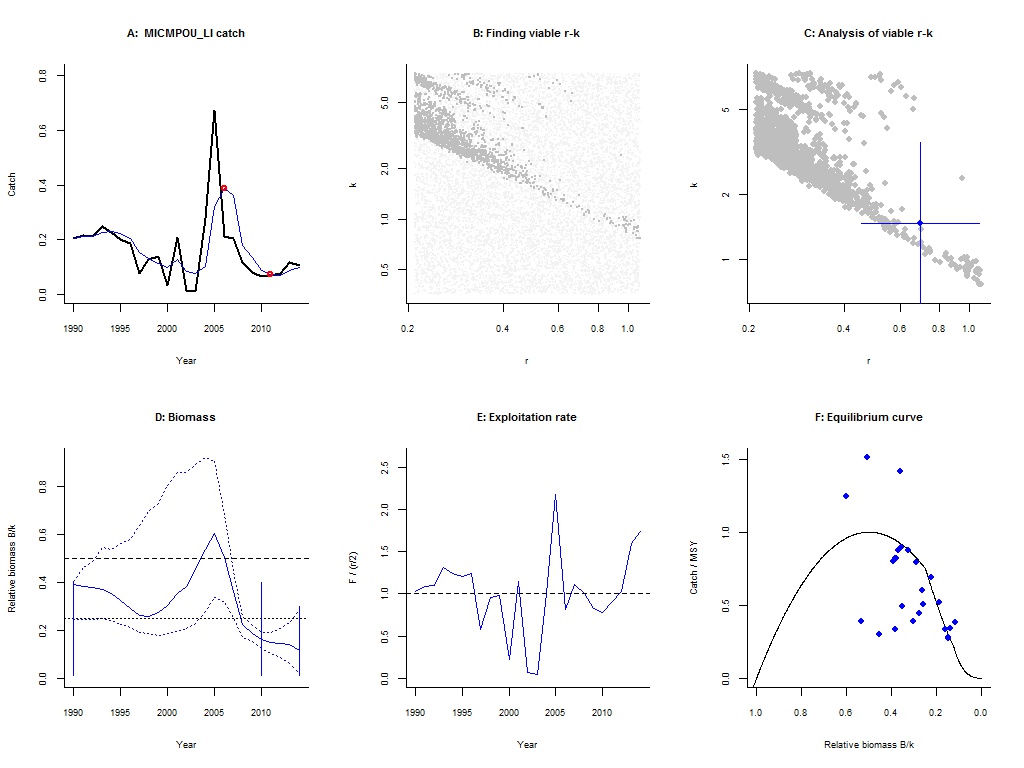 A: MICMPOU_LI catch
B: Finding viable r-k
C: Analysis of viable r-k
Catch
0.0 0.2 0.4 0.6 0.8
1990 1995 2000 2005 2010
Year
k
0.5 1.0 2.0 5.0
0.2 0.4 0.6 0.8 1.0
r
k
1 2 5
0.2 0.4 0.6 0.8 1.0
r
D: Biomass
E: Exploitation rate
F: Equilibrium curve
Relative biomass B/k
0.0 0.2 0.4 0.6 0.8
1990 1995 2000 2005 2010
Year
F / (r/2)
0.0 0.5 1.0 1.5 2.0 2.5
1990 1995 2000 2005 2010
Year
Catch / MSY
0.0 0.5 1.0 1.5
1.0 0.8 0.6 0.4 0.2 0.0
Relative biomass B/k